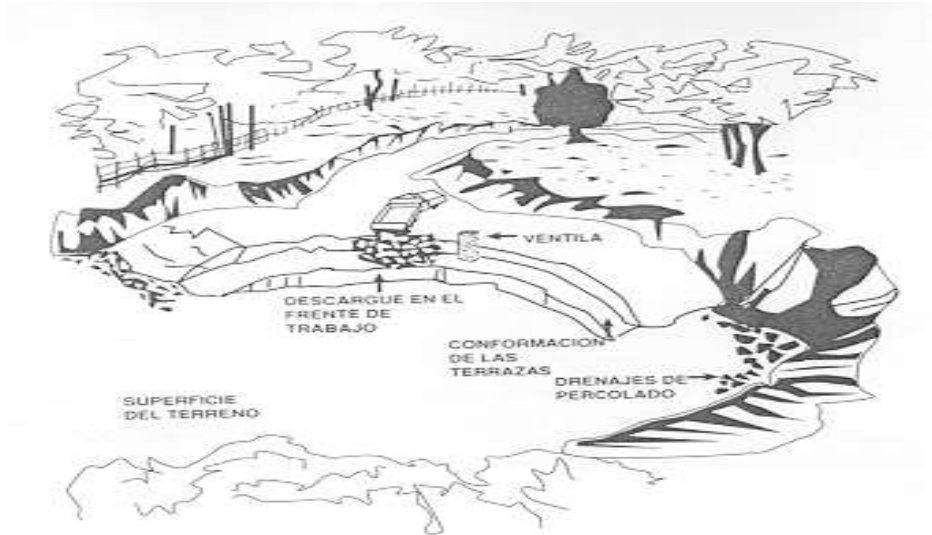 VENTILA
DESCARGUE EN EL
FRENTE DE
TRABAJO
CONFORMACION
DE LAS
TERRAZAS
DRENAJES DE
PERCOLADO
SUPERFICIE
DEL TERRENO